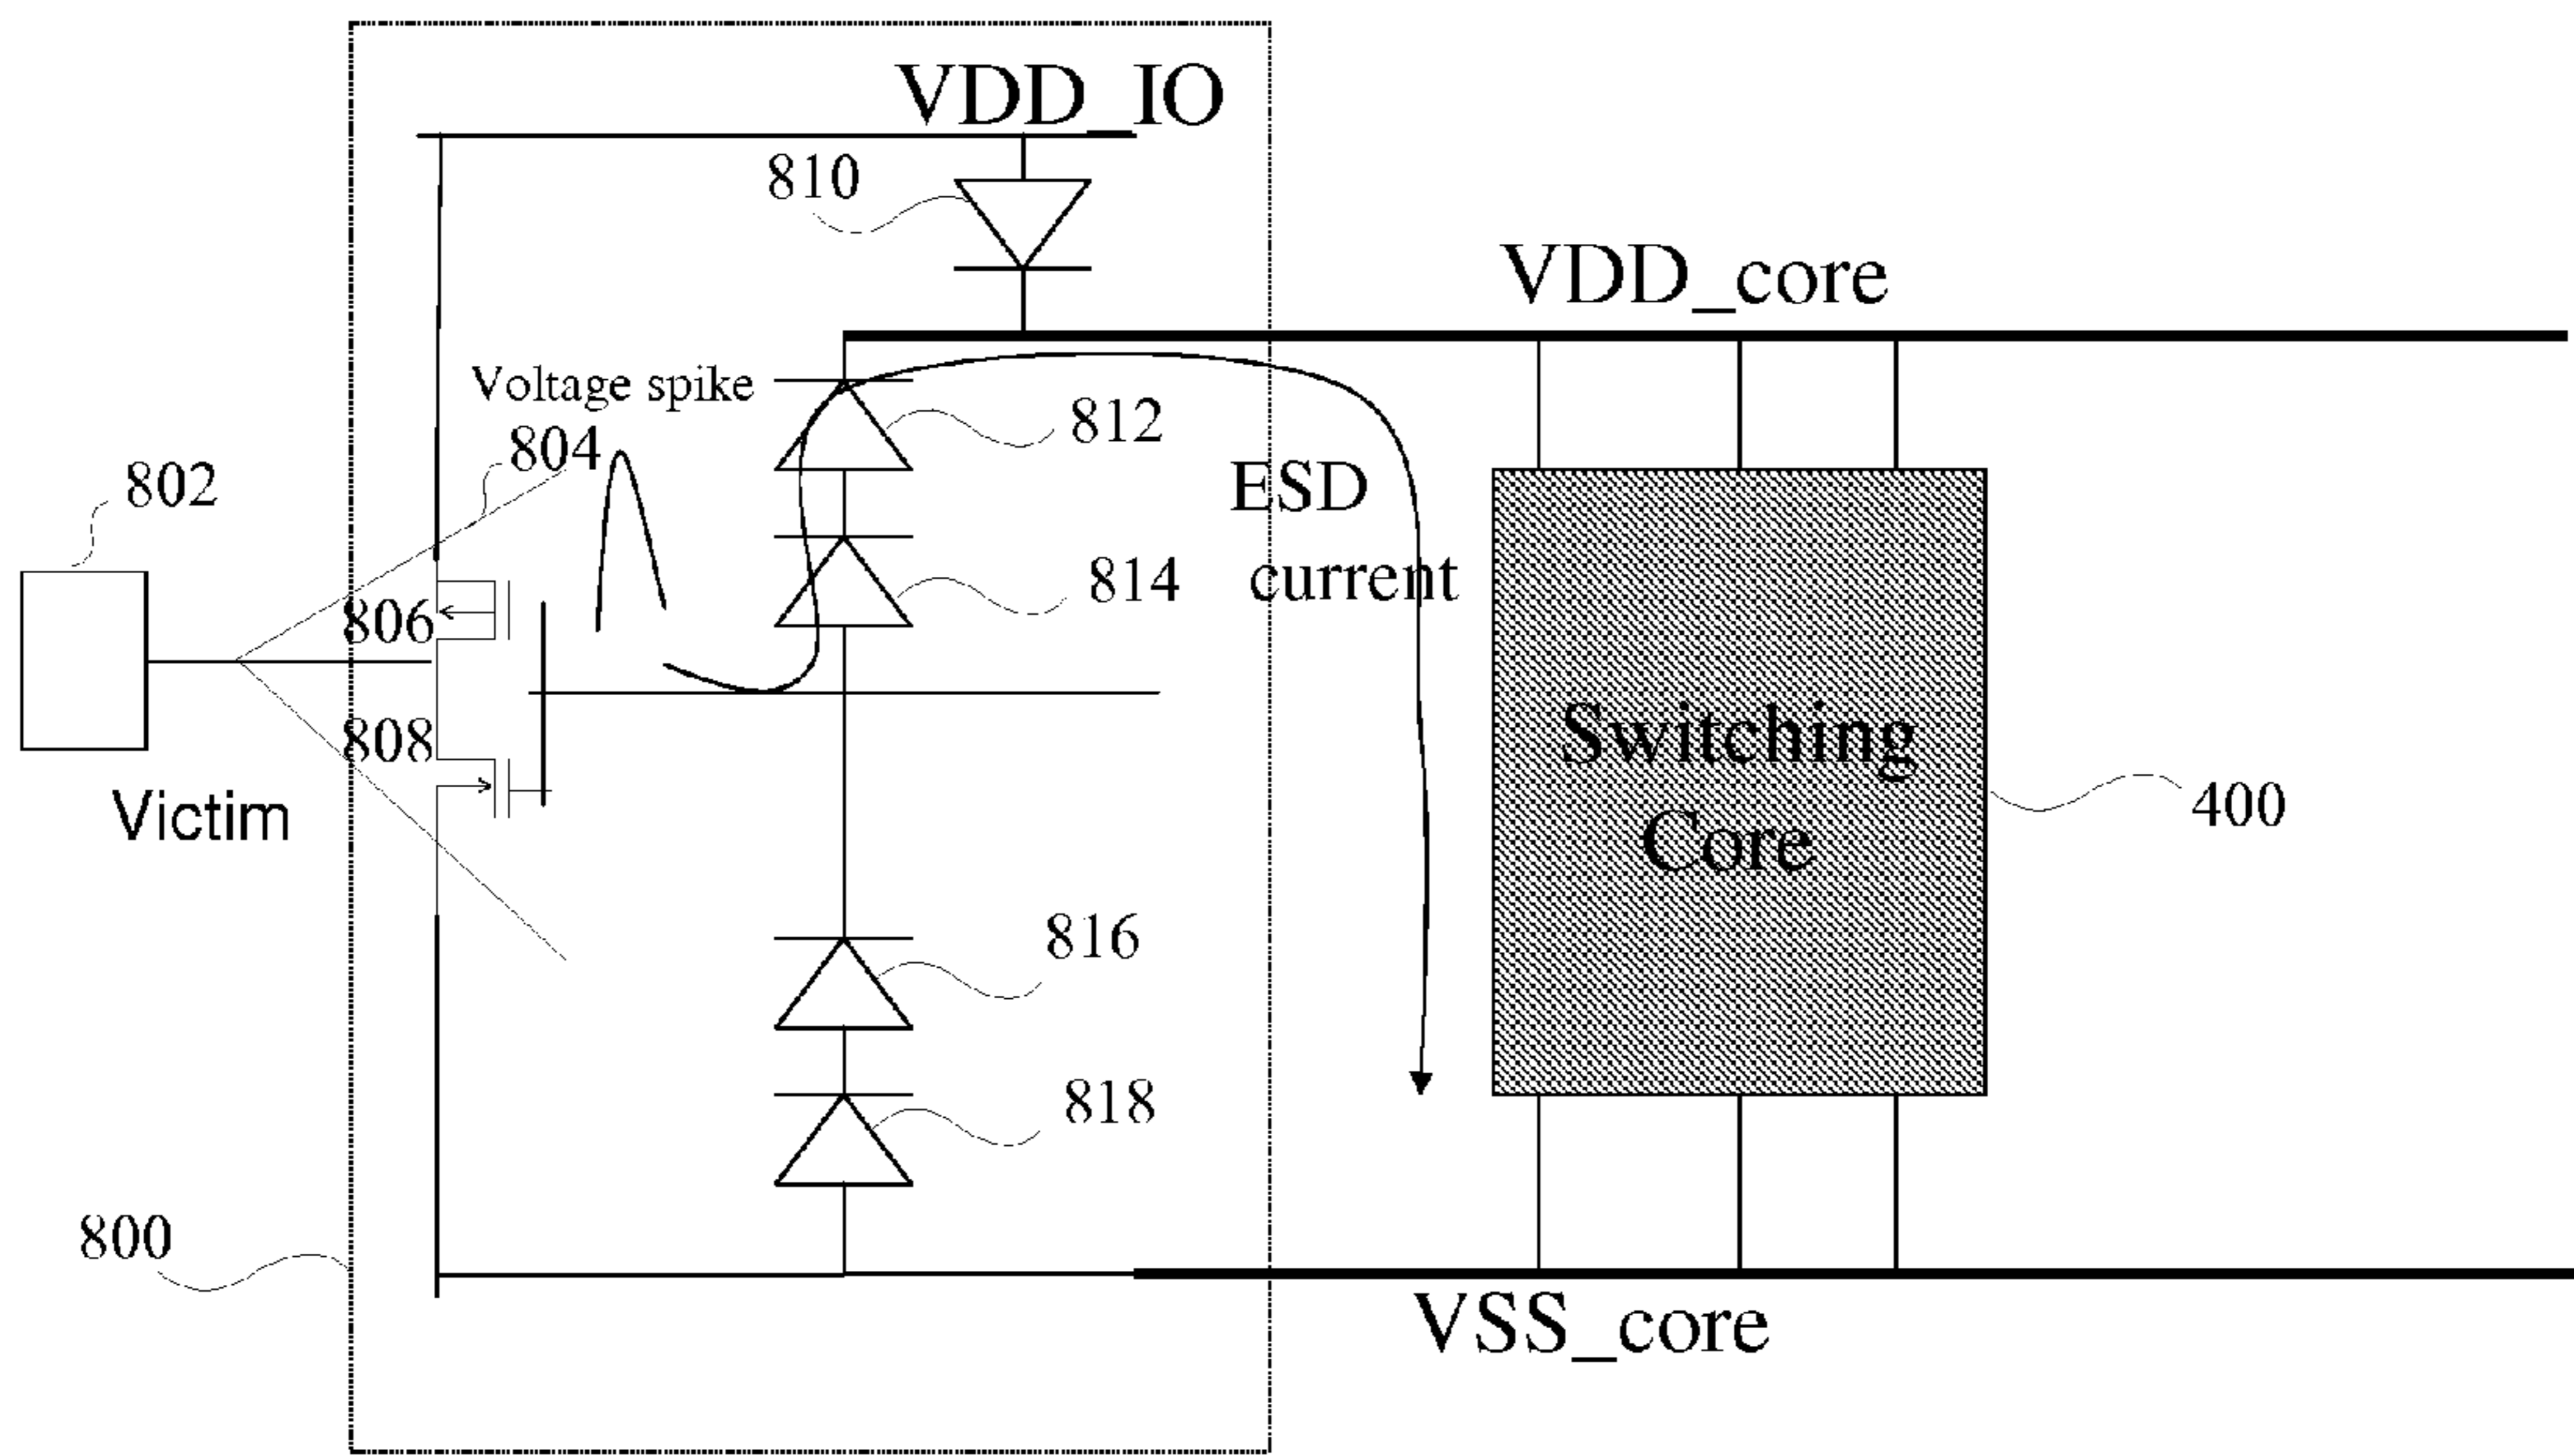 VDD_IO
810
VDD_core
Voltage spike
812
804
802
ESD
current
814
806
808
Switching
Core
Victim
400
816
818
800
VSS_core